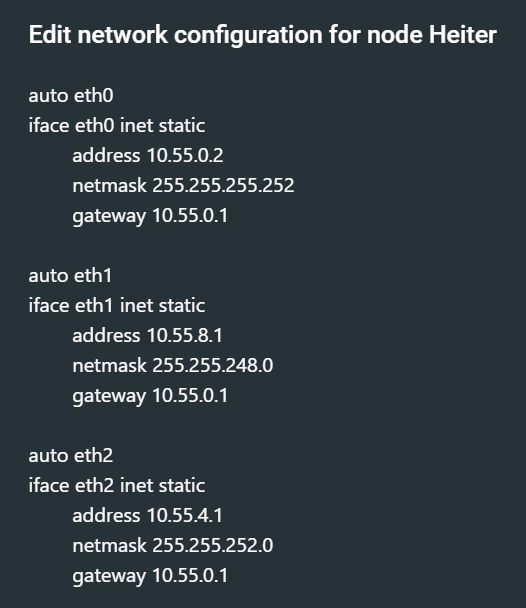 Edit network configuration for node Heiter
auto eth0
iface eth0 inet static
address 10.55.0.2
netmask 255.255.255.252
gateway 10.55.0.1
auto eth1
iface eth1 inet static
address 10.55.8.1
netmask 255.255.248.0
gateway 10.55.0.1
auto eth2
iface eth2 inet static
address 10.55.4.1
netmask 255.255.252.0
gateway 10.55.0.1